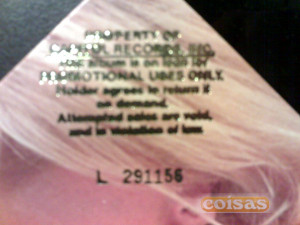 PROPERTY OF
CAPITOL RECORDS, INC.
This album is on loan for
PROMOTIONAL USES ONLY.
Holder agrees to return it
on demand.
Attempted sales are void,
and in violation of law.
L 291156
coisas